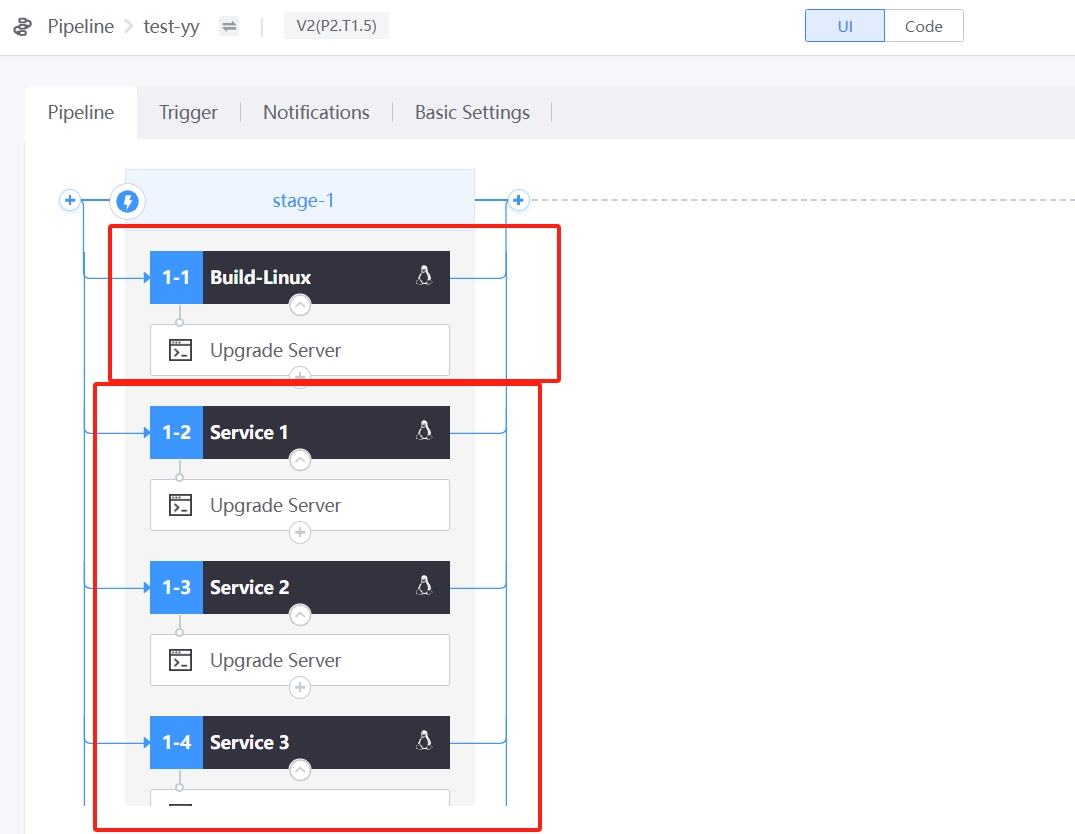 Pipeline test-yy V2(P2.T1.5) UI Code
Pipeline Trigger Notifications Basic Settings
stage-1
1-1 Build-Linux
Upgrade Server
1-2 Service 1
Upgrade Server
1-3 Service 2
Upgrade Server
1-4 Service 3